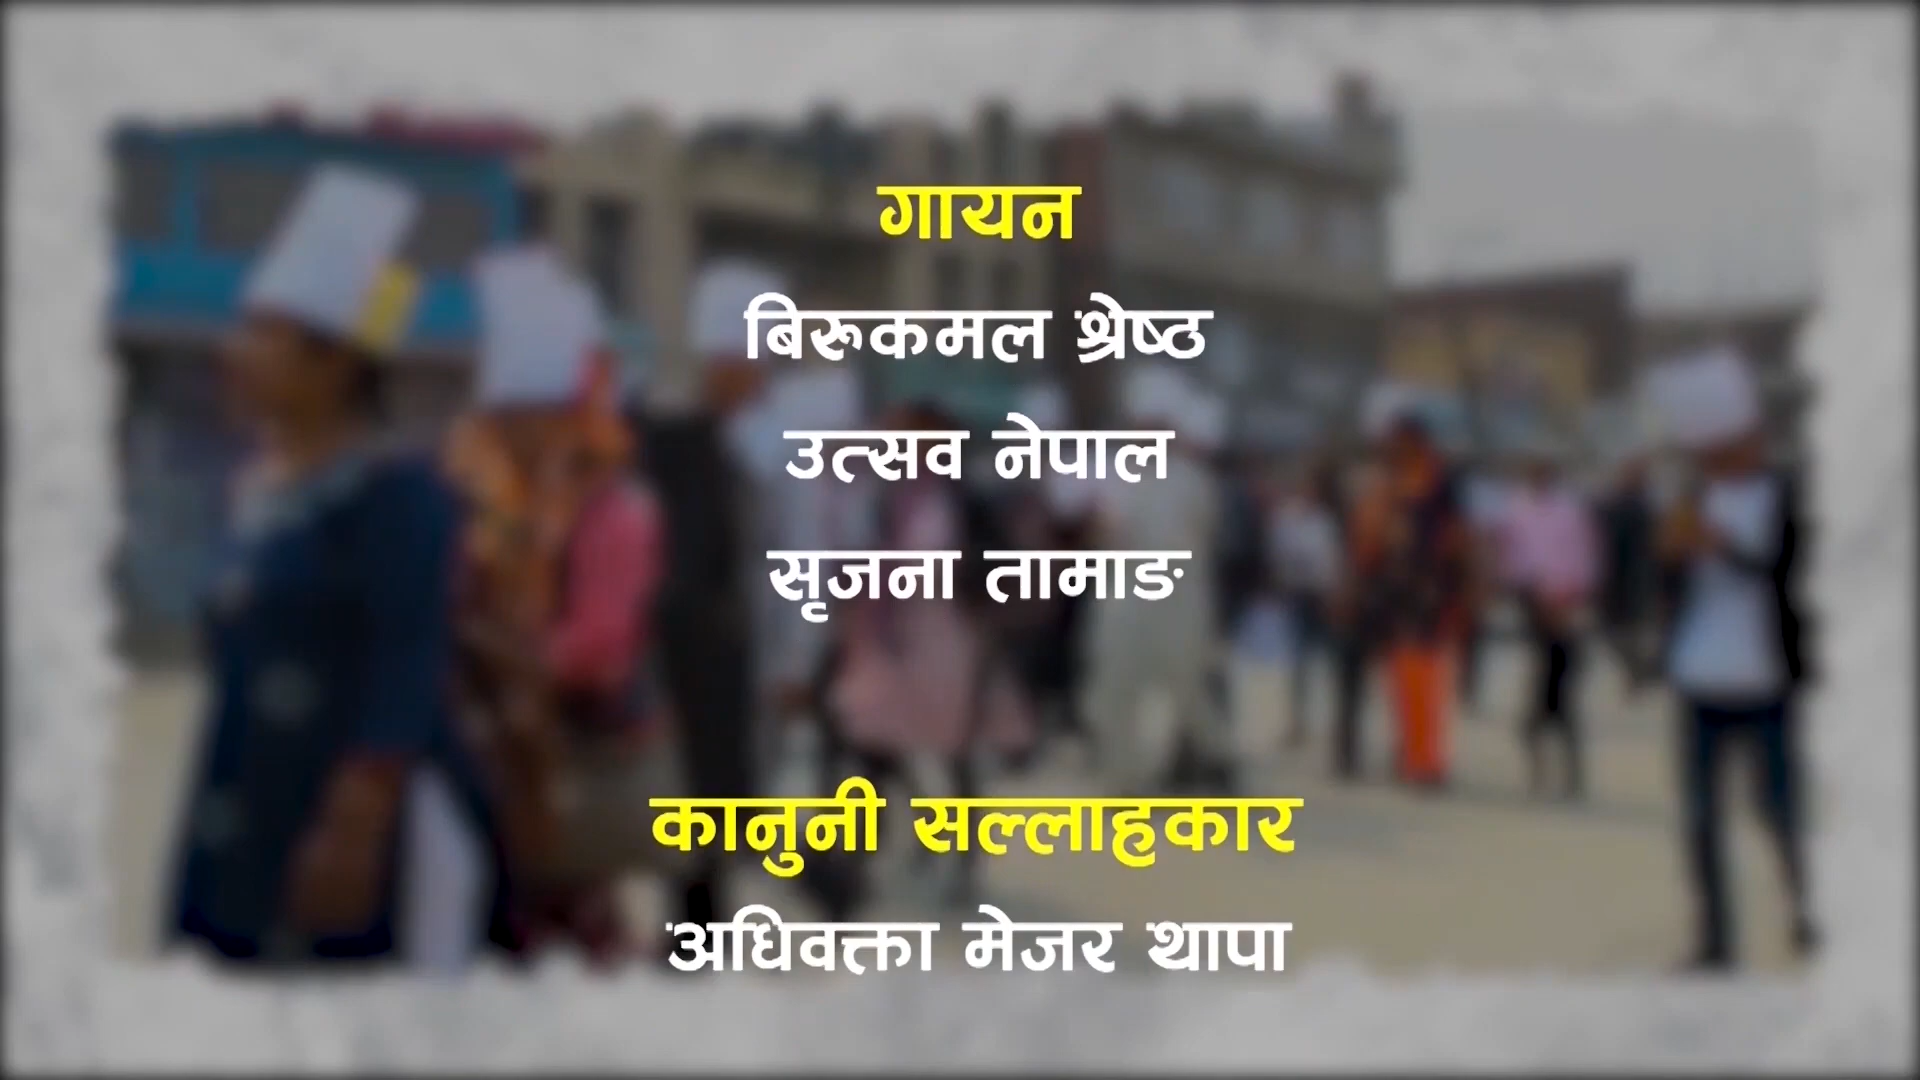 गायन
बिरुकमल श्रेष्ठ
उत्सव नेपाल
सृजना तामाङ
कानुनी सल्लाहकार
अधिवक्ता मेजर थापा